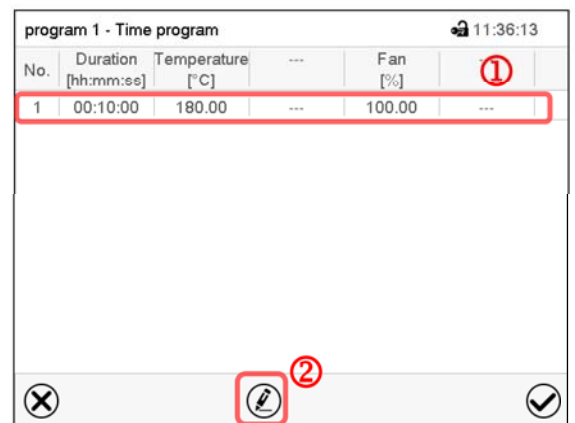 program 1 - Time program 11:36:13
No. Duration Temperature --- Fan ---
[hh:mm:ss] [°C] [%]
①
1 00:10:00 180.00 --- 100.00 ---
②